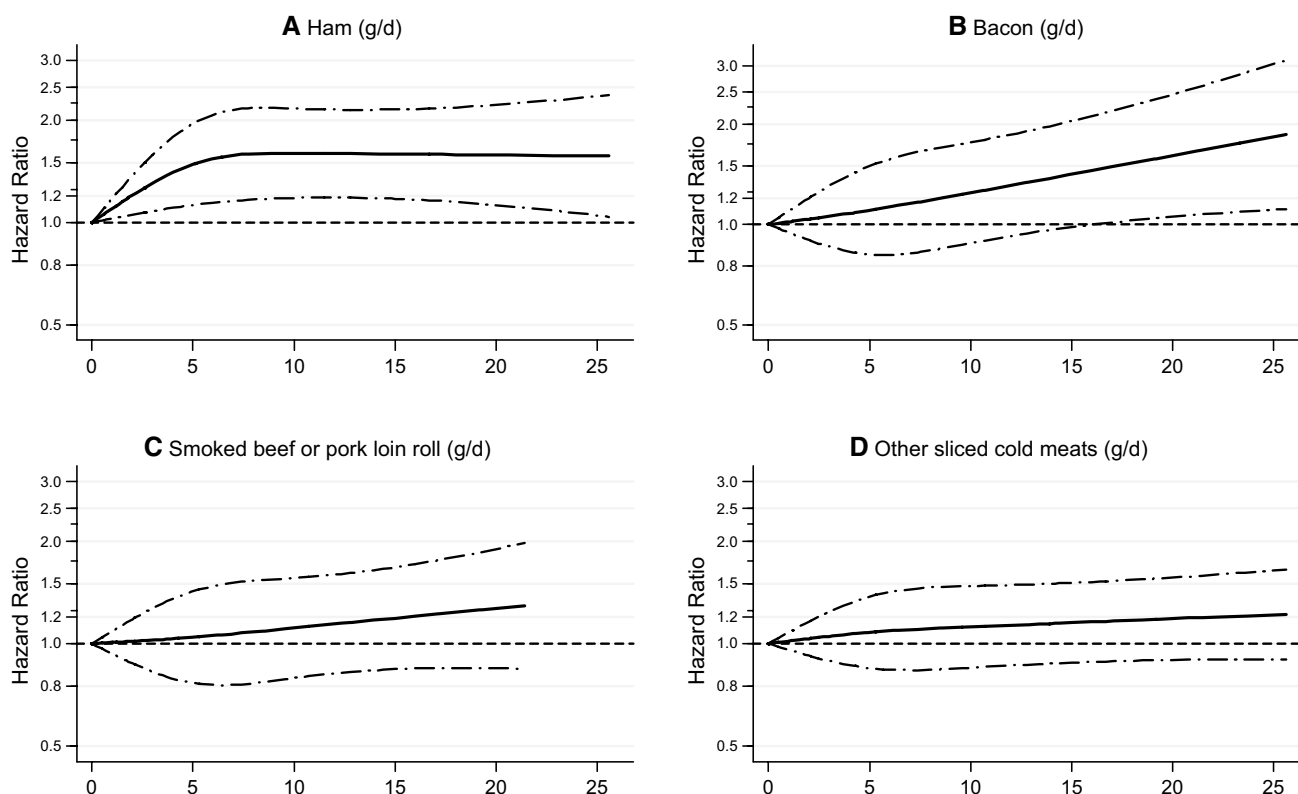 A Ham (g/d)
Hazard Ratio
3.0
2.5
2.0
1.5
1.2
1.0
0.8
0.5
0 5 10 15 20 25
B Bacon (g/d)
Hazard Ratio
3.0
2.5
2.0
1.5
1.2
1.0
0.8
0.5
0 5 10 15 20 25
C Smoked beef or pork loin roll (g/d)
Hazard Ratio
3.0
2.5
2.0
1.5
1.2
1.0
0.8
0.5
0 5 10 15 20 25
D Other sliced cold meats (g/d)
Hazard Ratio
3.0
2.5
2.0
1.5
1.2
1.0
0.8
0.5
0 5 10 15 20 25